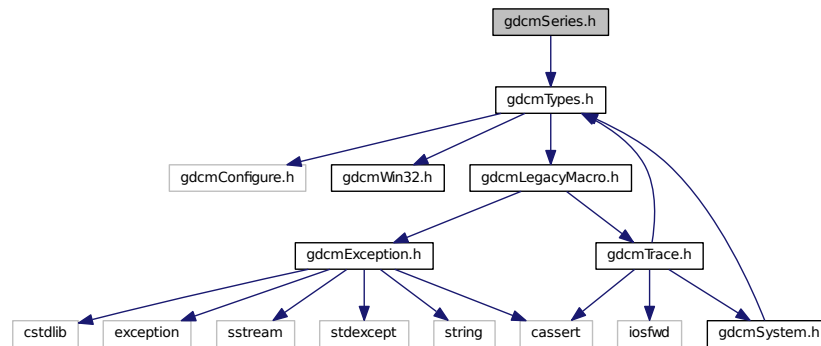 gdcmSeries.h
gdcmTypes.h
gdcmConfigure.h
gdcmWin32.h
gdcmLegacyMacro.h
gdcmException.h
gdcmTrace.h
cstdlib
exception
sstream
stdexcept
string
cassert
iosfwd
gdcmSystem.h